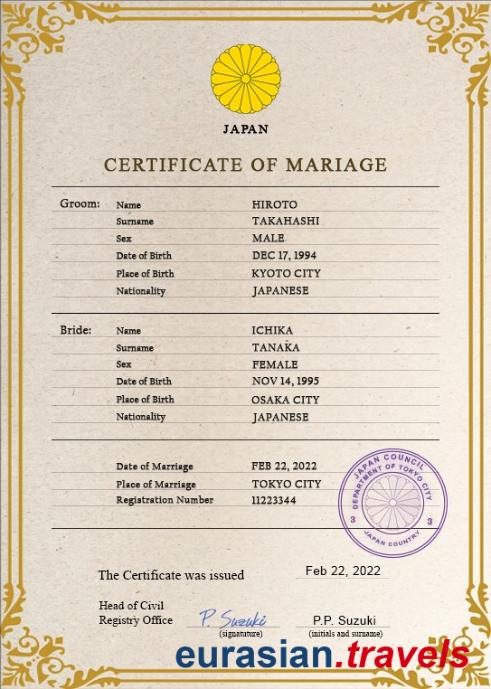 JAPAN
CERTIFICATE OF MARIAGE
Groom: Name HIROTO
Surname TAKAHASHI
Sex MALE
Date of Birth DEC 17, 1994
Place of Birth KYOTO CITY
Nationality JAPANESE
Bride: Name ICHIKA
Surname TANAKA
Sex FEMALE
Date of Birth NOV 14, 1995
Place of Birth OSAKA CITY
Nationality JAPANESE
Date of Marriage FEB 22, 2022
Place of Marriage TOKYO CITY
Registration Number 11223344
JAPAN COUNCIL
DEPARTMENT OF TOKYO CITY
3 3
JAPAN COUNTRY
The Certificate was issued Feb 22, 2022
Head of Civil
Registry Office P. Suzuki P.P. Suzuki
(signature) (initials and surname)
eurasian.travels